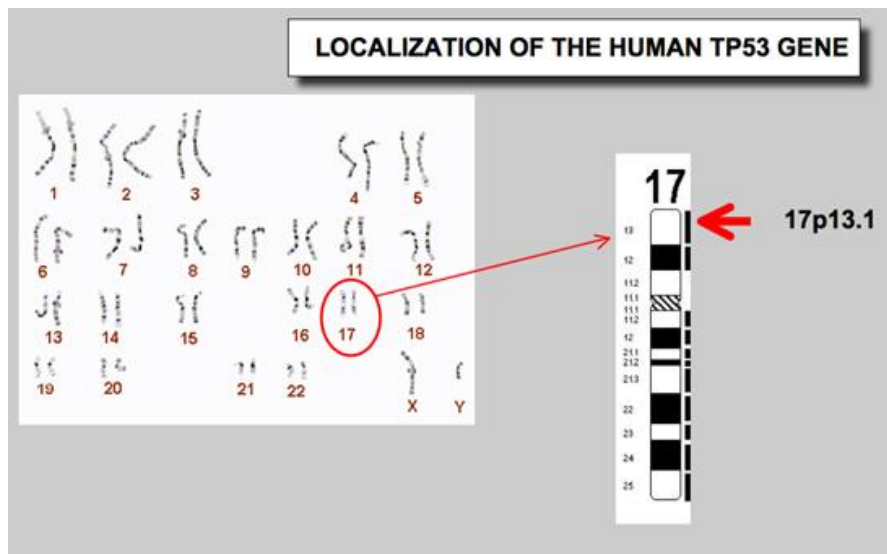 LOCALIZATION OF THE HUMAN TP53 GENE
1 2 3 4 5
6 7 8 9 10 11 12
13 14 15 16 17 18
19 20 21 22 X Y
17
17p13.1
13
12
11.2
11.1
11.1
11.2
12
21.1
21.2
21.3
22
23
24
25